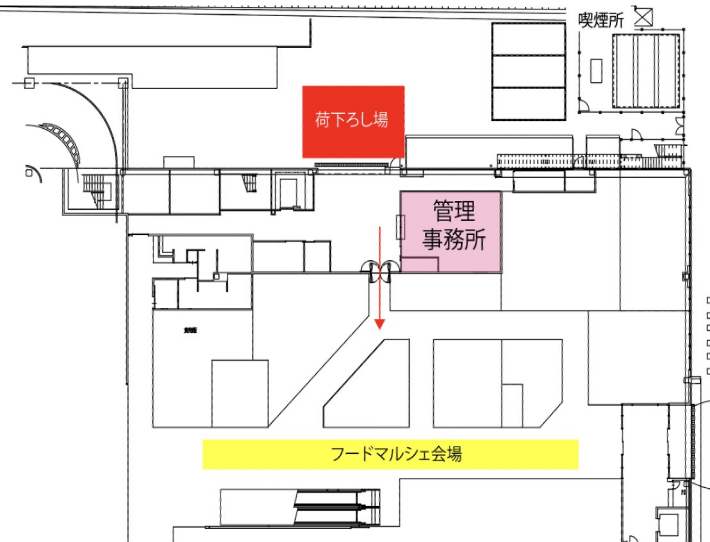 喫煙所
荷下ろし場
管理
事務所
フードマルシェ会場